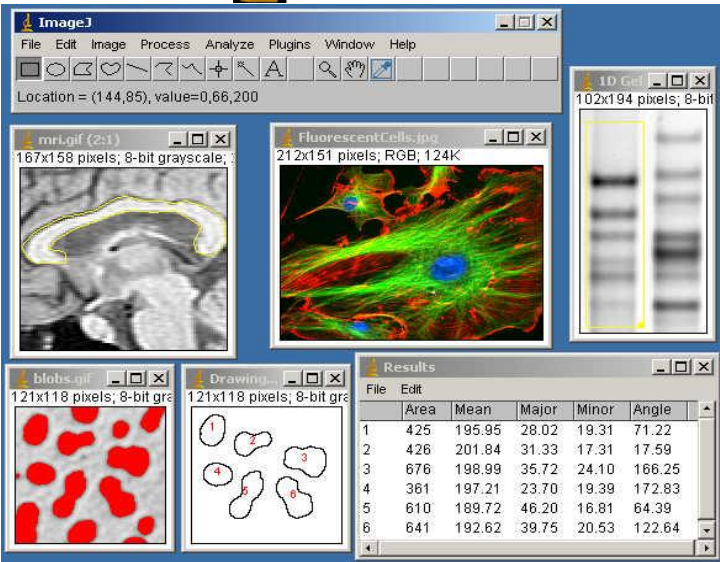 ImageJ
File Edit Image Process Analyze Plugins Window Help
A
Location = (144,85), value=0,66,200
1D Gel
102x194 pixels; 8-bit
mri.gif (2:1)
167x158 pixels; 8-bit grayscale;
FluorescentCells.jpg
212x151 pixels; RGB; 124K
blobs.gif
121x118 pixels; 8-bit gra
Drawing...
121x118 pixels; 8-bit gra
1
2
3
4
5
6
Results
File Edit
Area Mean Major Minor Angle
1 425 195.95 28.02 19.31 71.22
2 426 201.84 31.33 17.31 17.59
3 676 198.99 35.72 24.10 166.25
4 361 197.21 23.70 19.39 172.83
5 610 189.72 46.20 16.81 64.39
6 641 192.62 39.75 20.53 122.64